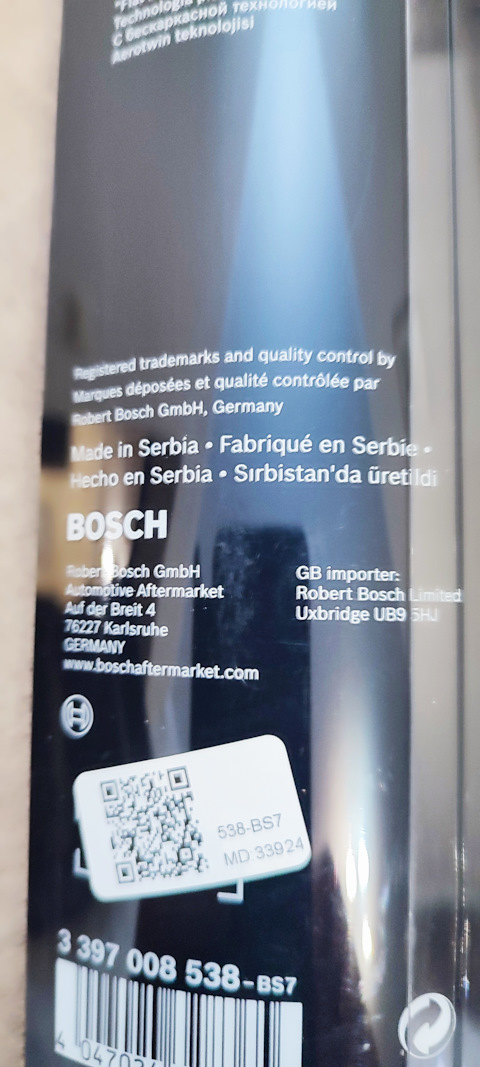 Technologia
С бескаркасной технологией
Aerotwin teknolojisi
Registered trademarks and quality control by
Marques déposées et qualité contrôlée par
Robert Bosch GmbH, Germany
Made in Serbia • Fabriqué en Serbie •
Hecho en Serbia • Sırbistan'da üretildi
BOSCH
Robert Bosch GmbH
Automotive Aftermarket
Auf der Breit 4
76227 Karlsruhe
GERMANY
www.boschaftermarket.com
GB importer:
Robert Bosch Limited
Uxbridge UB9 5HJ
538-BS7
MD:33924
3 397 008 538-BS7